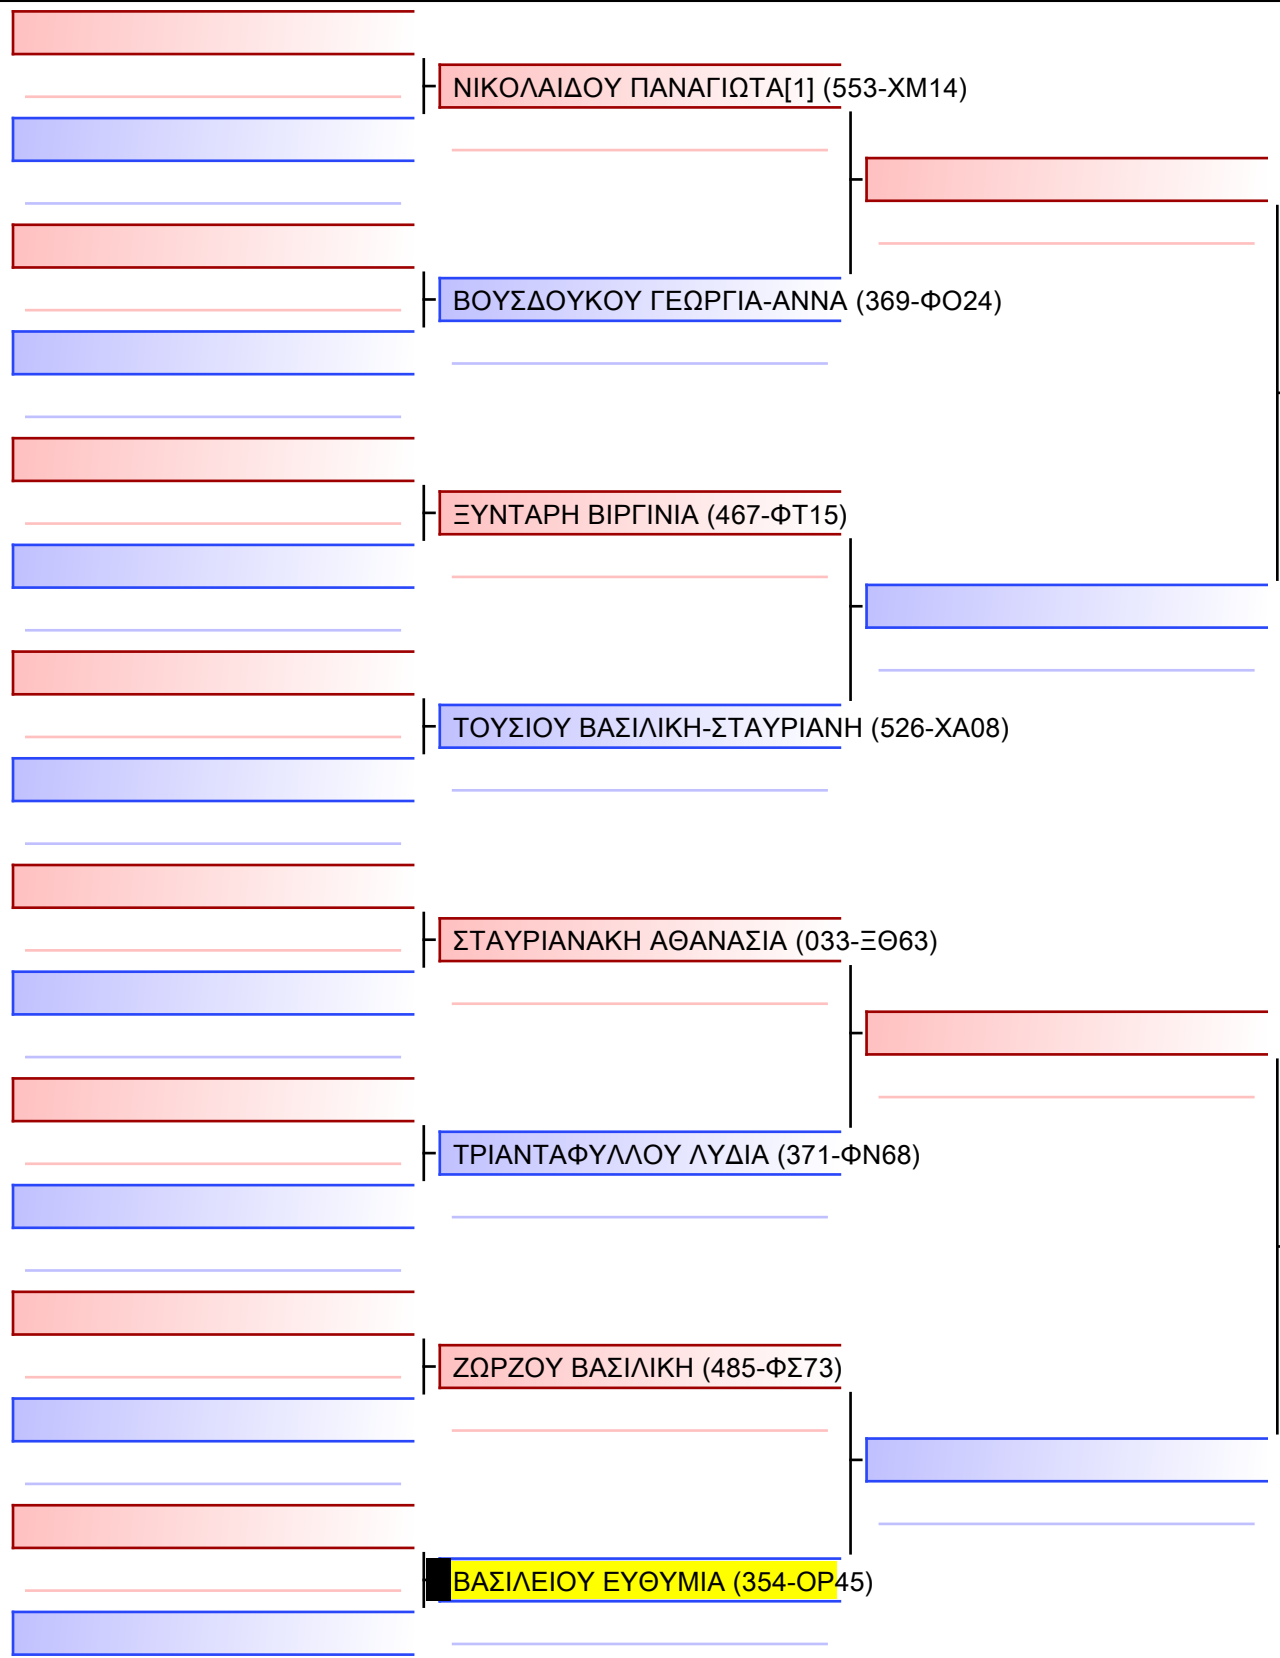 ΝΙΚΟΛΑΙΔΟΥ ΠΑΝΑΓΙΩΤΑ[1] (553-ΧΜ14)
ΒΟΥΣΔΟΥΚΟΥ ΓΕΩΡΓΙΑ-ΑΝΝΑ (369-ΦΟ24)
ΞΥΝΤΑΡΗ ΒΙΡΓΙΝΙΑ (467-ΦΤ15)
ΤΟΥΣΙΟΥ ΒΑΣΙΛΙΚΗ-ΣΤΑΥΡΙΑΝΗ (526-ΧΑ08)
ΣΤΑΥΡΙΑΝΑΚΗ ΑΘΑΝΑΣΙΑ (033-ΞΘ63)
ΤΡΙΑΝΤΑΦΥΛΛΟΥ ΛΥΔΙΑ (371-ΦΝ68)
ΖΩΡΖΟΥ ΒΑΣΙΛΙΚΗ (485-ΦΣ73)
ΒΑΣΙΛΕΙΟΥ ΕΥΘΥΜΙΑ (354-ΟΡ45)